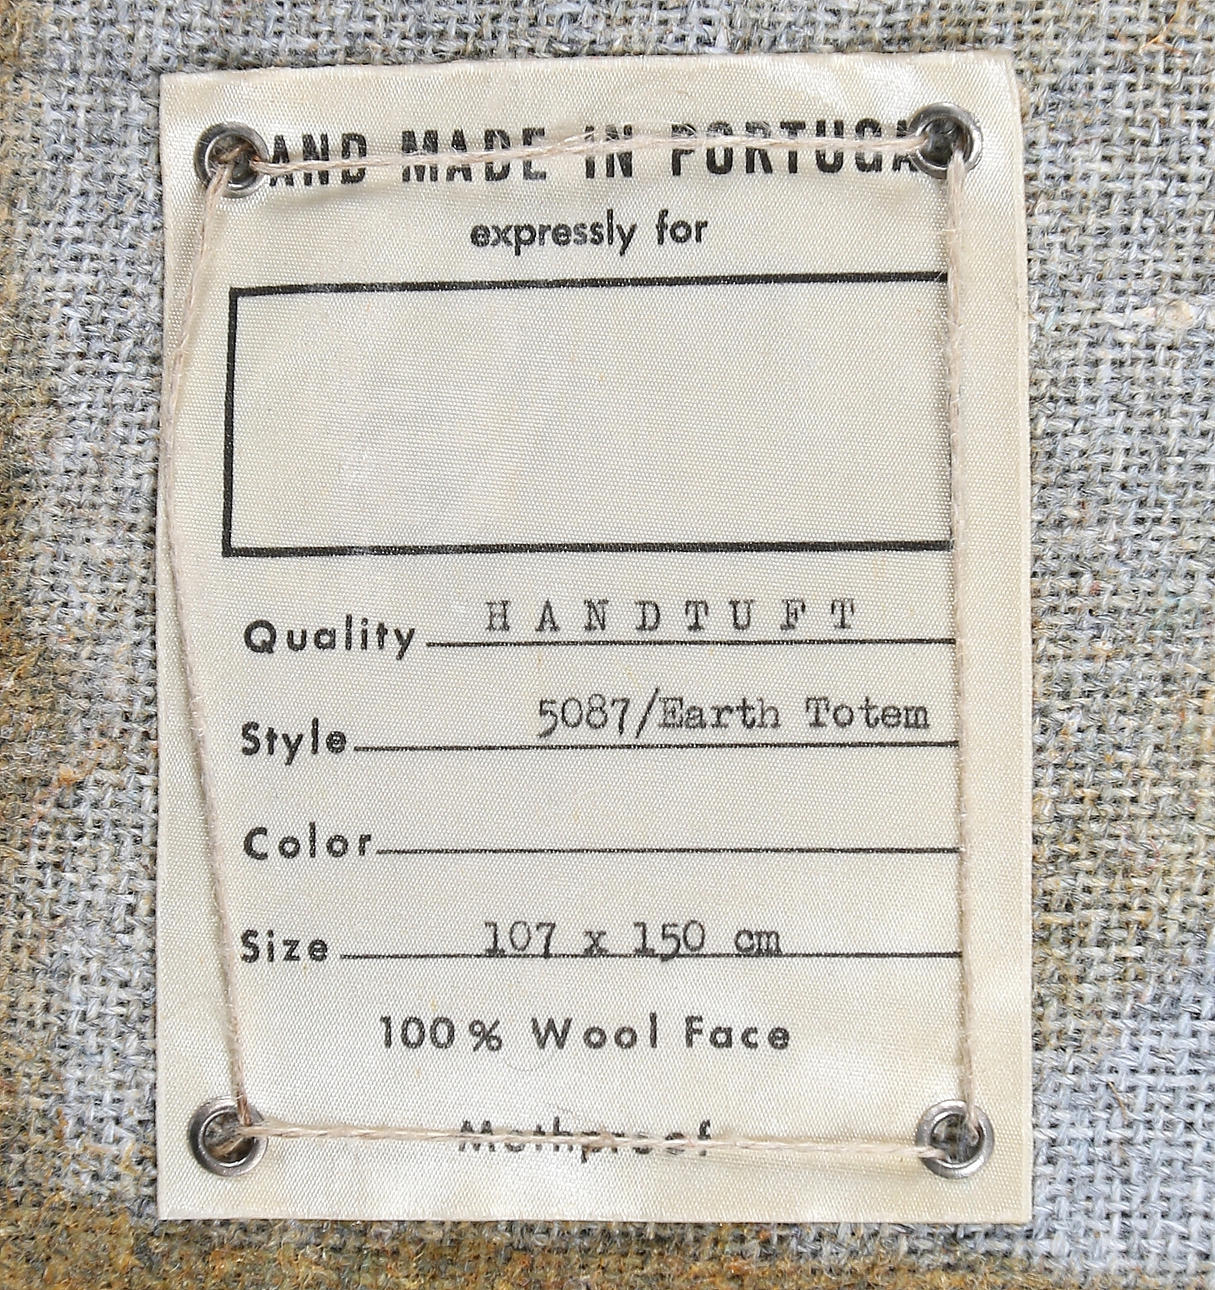 AND MADE IN PORTUGA
expressly for
Quality HANDTUFT
Style 5087/Earth Totem
Color
Size 107 x 150 cm
100% Wool Face
Mothproof